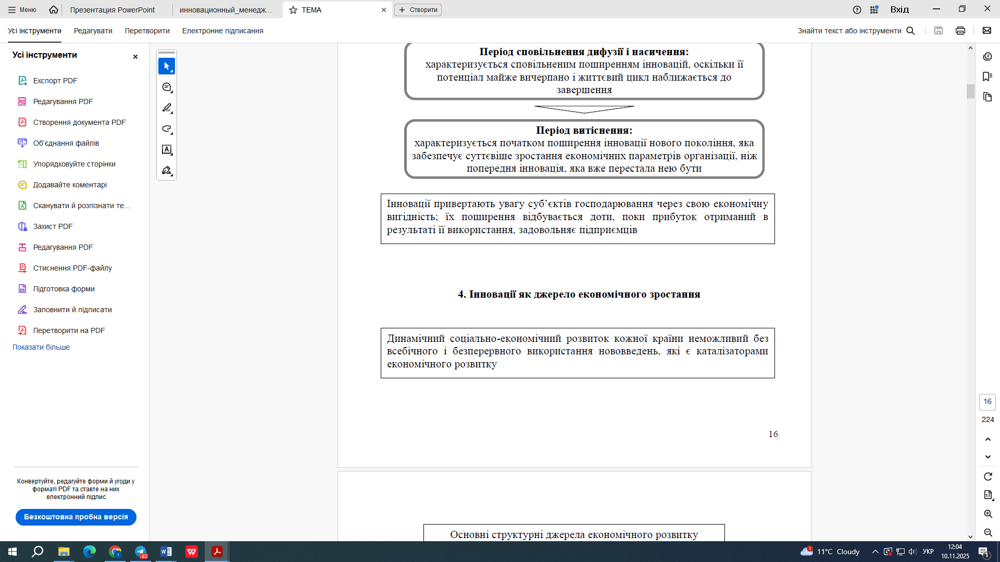 Меню
Презентация PowerPoint
инновационный_менедж...
ТЕМА
Створити
Вхід
Усі інструменти
Редагувати
Перетворити
Електронне підписання
Знайти текст або інструменти
Усі інструменти
Експорт PDF
Редагування PDF
Створення документа PDF
Об’єднання файлів
Упорядковуйте сторінки
Додавайте коментарі
Сканувати й розпізнати те...
Захист PDF
Редагування PDF
Стиснення PDF-файлу
Підготовка форми
Заповнити й підписати
Перетворити на PDF
Показати більше
Конвертуйте, редагуйте форми й угоди у
форматі PDF та ставте на них
електронний підпис
Безкоштовна пробна версія
Період сповільнення дифузії і насичення:
характеризується сповільненим поширенням інновацій, оскільки її
потенціал майже вичерпано і життєвий цикл наближається до
завершення
Період витіснення:
характеризується початком поширення інновації нового покоління, яка
забезпечує суттєвіше зростання економічних параметрів організації, ніж
попередня інновація, яка вже перестала нею бути
Інновації привертають увагу суб’єктів господарювання через свою економічну
вигідність; їх поширення відбувається доти, поки прибуток отриманий в
результаті її використання, задовольняє підприємців
4. Інновації як джерело економічного зростання
Динамічний соціально-економічний розвиток кожної країни неможливий без
всебічного і безперервного використання нововведень, які є каталізаторами
економічного розвитку
16
Основні структурні джерела економічного розвитку
16
224
1:1
.62
11°C Cloudy
УКР
12:04
10.11.2025
1